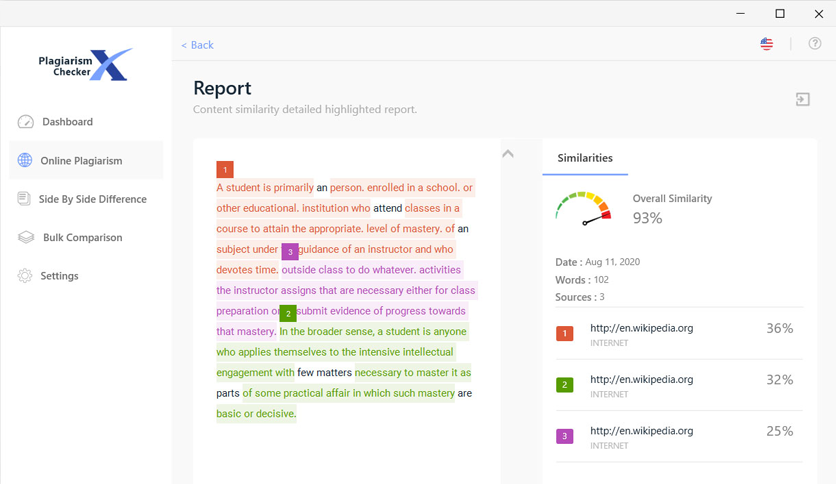 Plagiarism
Checker
X
< Back
Report
Content similarity detailed highlighted report.
Dashboard
Online Plagiarism
Side By Side Difference
Bulk Comparison
Settings
1
A student is primarily an person. enrolled in a school. or
other educational. institution who attend classes in a
course to attain the appropriate. level of mastery. of an
subject under 3 guidance of an instructor and who
devotes time. outside class to do whatever. activities
the instructor assigns that are necessary either for class
preparation or 2 submit evidence of progress towards
that mastery. In the broader sense, a student is anyone
who applies themselves to the intensive intellectual
engagement with few matters necessary to master it as
parts of some practical affair in which such mastery are
basic or decisive.
Similarities
Overall Similarity
93%
Date : Aug 11, 2020
Words : 102
Sources : 3
1 http://en.wikipedia.org 36%
INTERNET
2 http://en.wikipedia.org 32%
INTERNET
3 http://en.wikipedia.org 25%
INTERNET